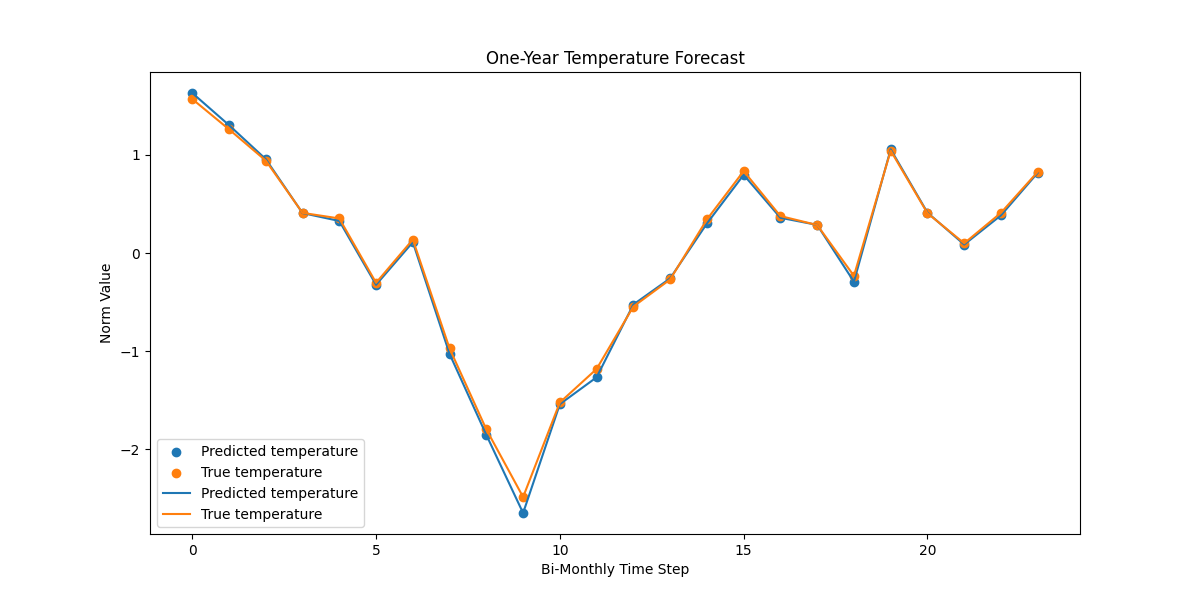 One-Year Temperature Forecast
Norm Value
1
0
−1
−2
Predicted temperature
True temperature
Predicted temperature
True temperature
0 5 10 15 20
Bi-Monthly Time Step